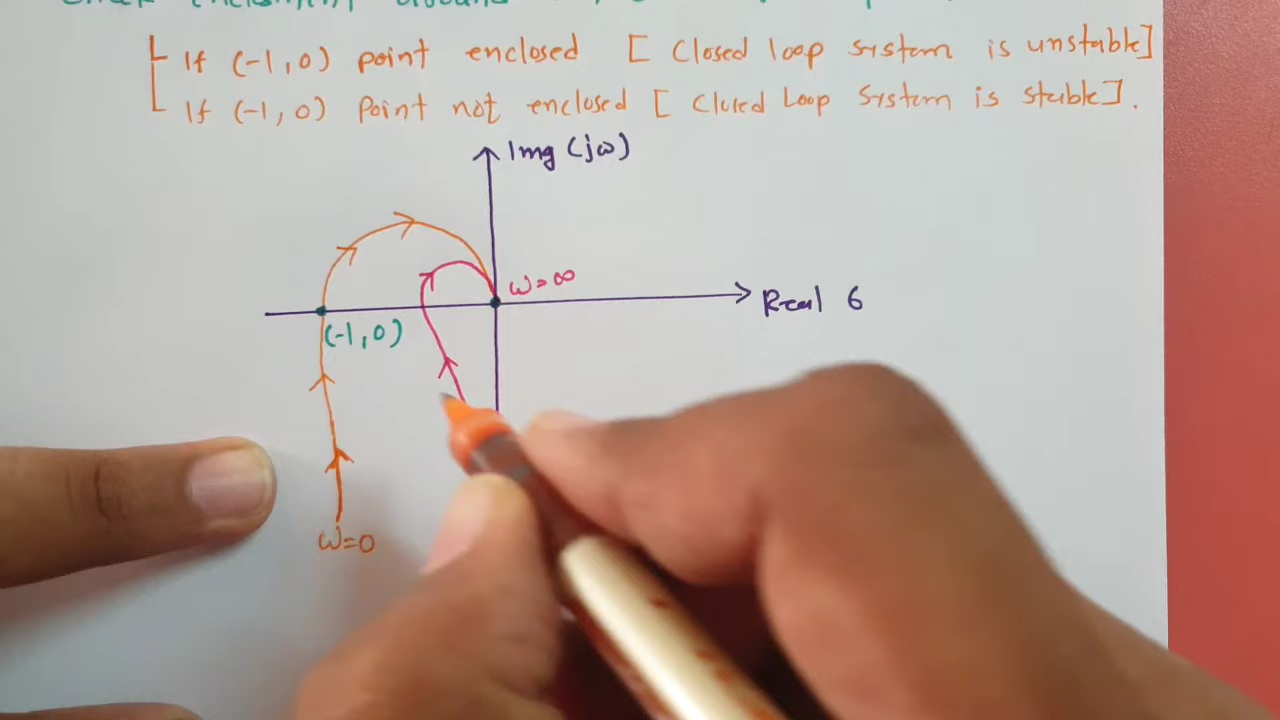 If (-1, 0) point enclosed [ Closed loop system is unstable]
If (-1, 0) Point not enclosed [ Closed Loop System is stable].
Img (jω)
ω=∞
Real 6
(-1, 0)
ω=0